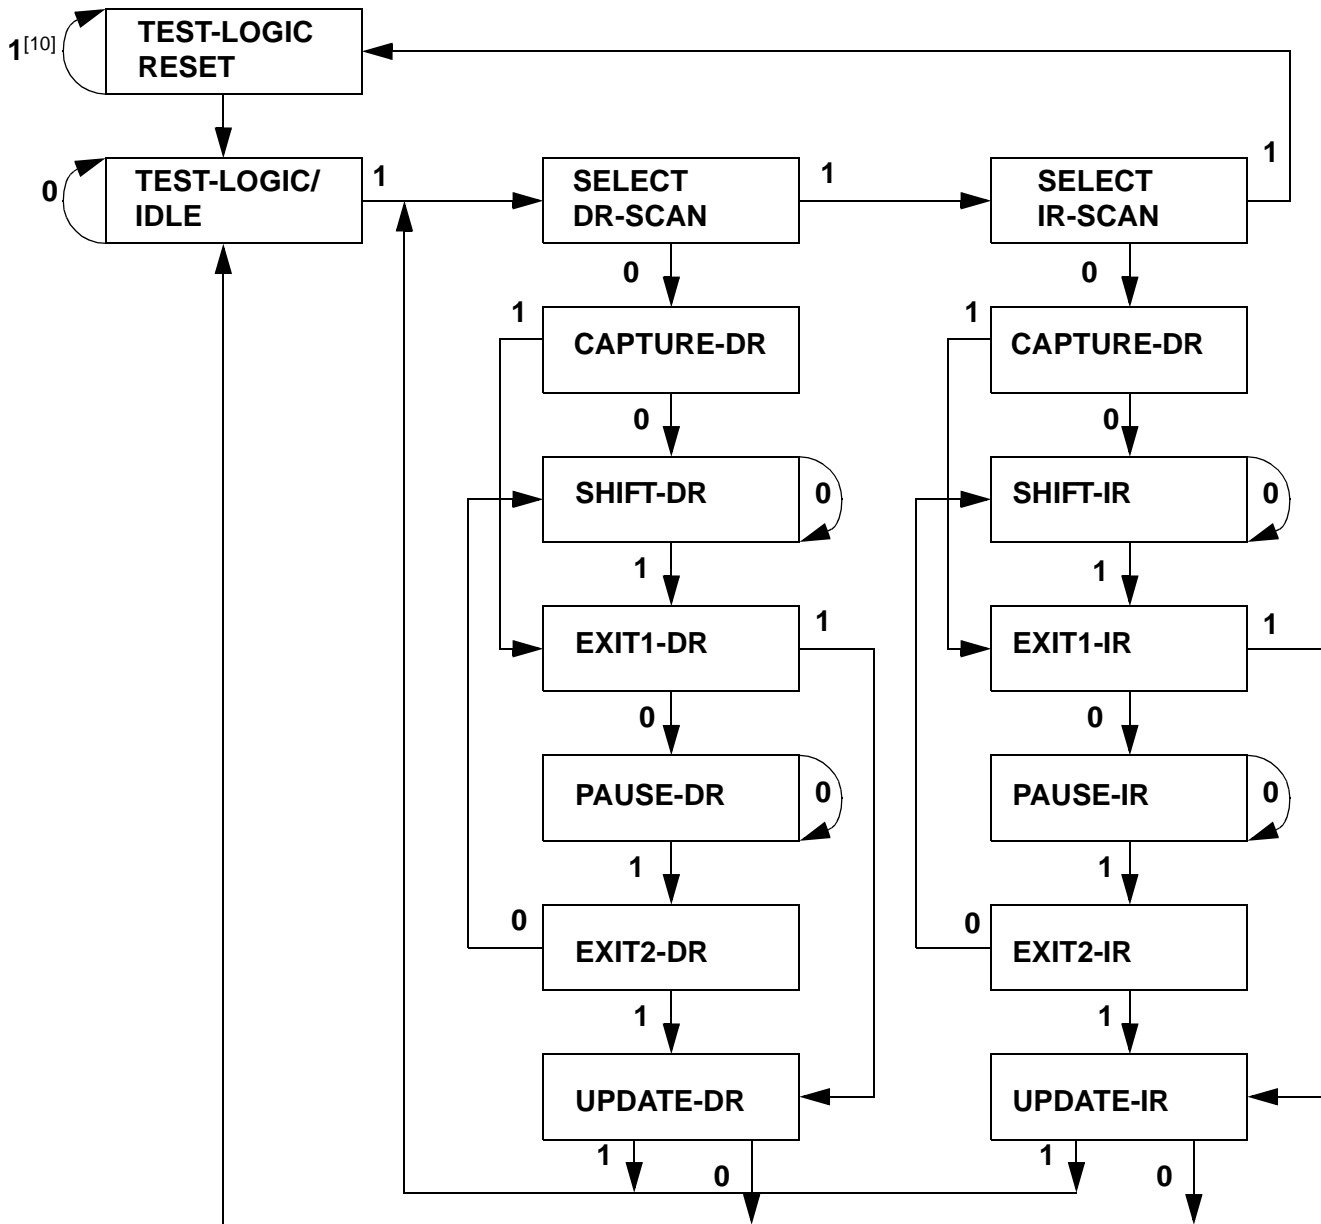 TEST-LOGIC
RESET
1[10]
TEST-LOGIC/
IDLE
0
1
SELECT
DR-SCAN
1
SELECT
IR-SCAN
1
0
0
1
CAPTURE-DR
1
CAPTURE-DR
0
0
SHIFT-DR
0
SHIFT-IR
0
1
1
EXIT1-DR
1
EXIT1-IR
1
0
0
PAUSE-DR
0
PAUSE-IR
0
1
1
0
EXIT2-DR
0
EXIT2-IR
1
1
UPDATE-DR
UPDATE-IR
1
0
1
0